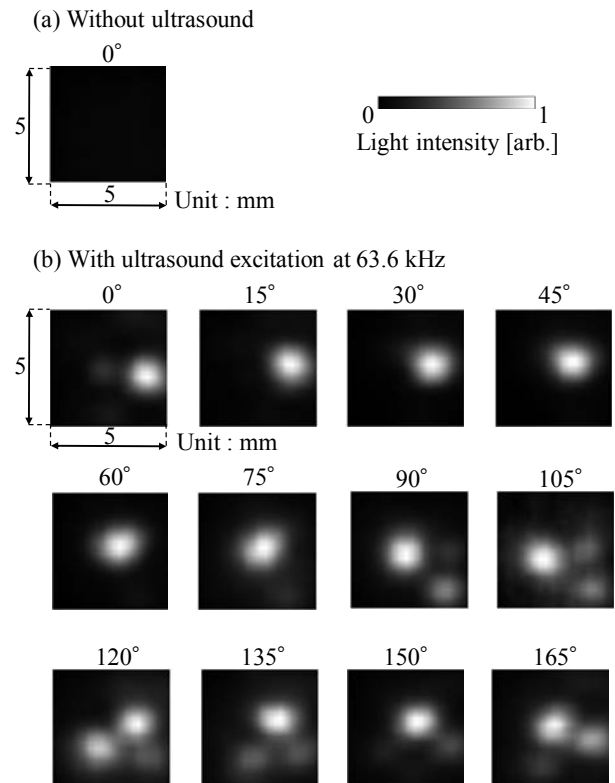 (a) Without ultrasound
0°
5
5
Unit : mm
0 1
Light intensity [arb.]
(b) With ultrasound excitation at 63.6 kHz
0° 15° 30° 45°
5
5
Unit : mm
60° 75° 90° 105°
120° 135° 150° 165°